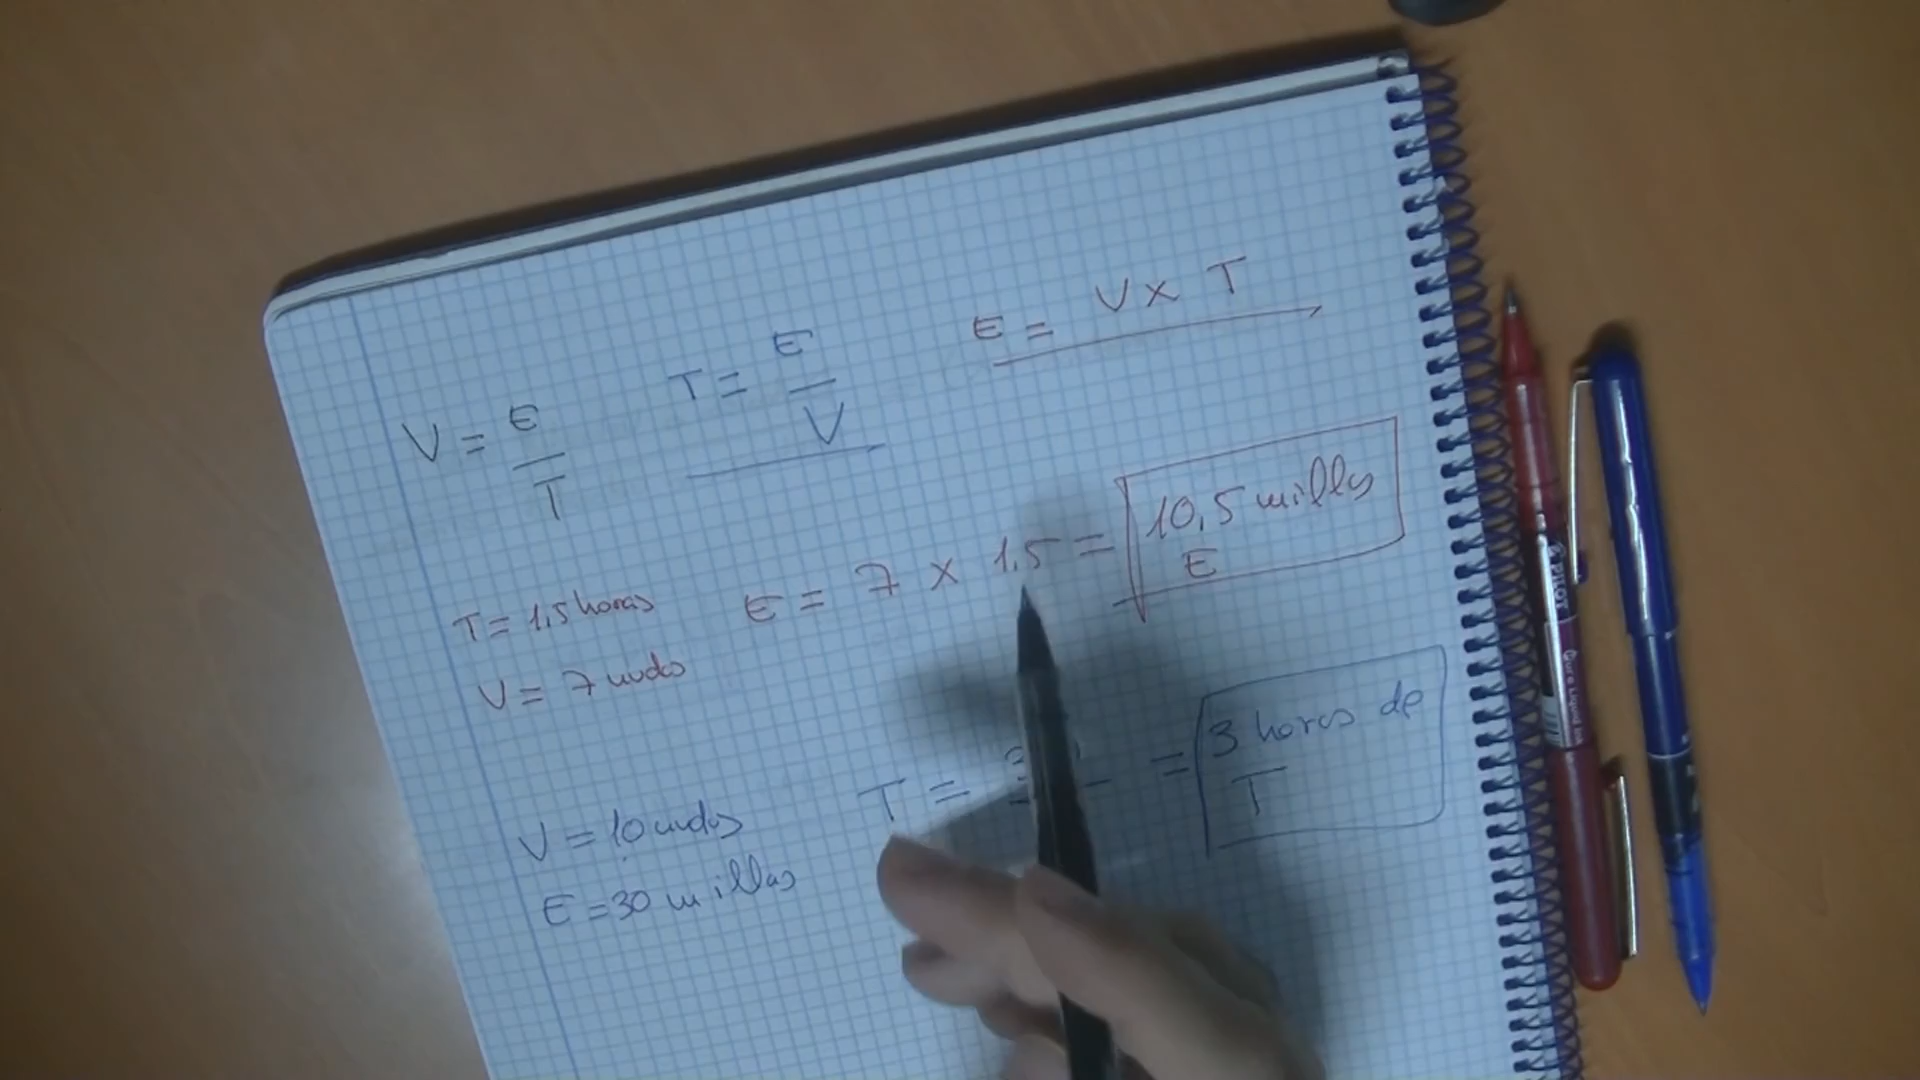 V = E / T
T = E / V
E = V x T
T = 1,5 horas
V = 7 nudos
E = 7 x 1,5 = 10,5 millas
E
V = 10 nudos
E = 30 millas
T = = 3 horas de
T
PILOT